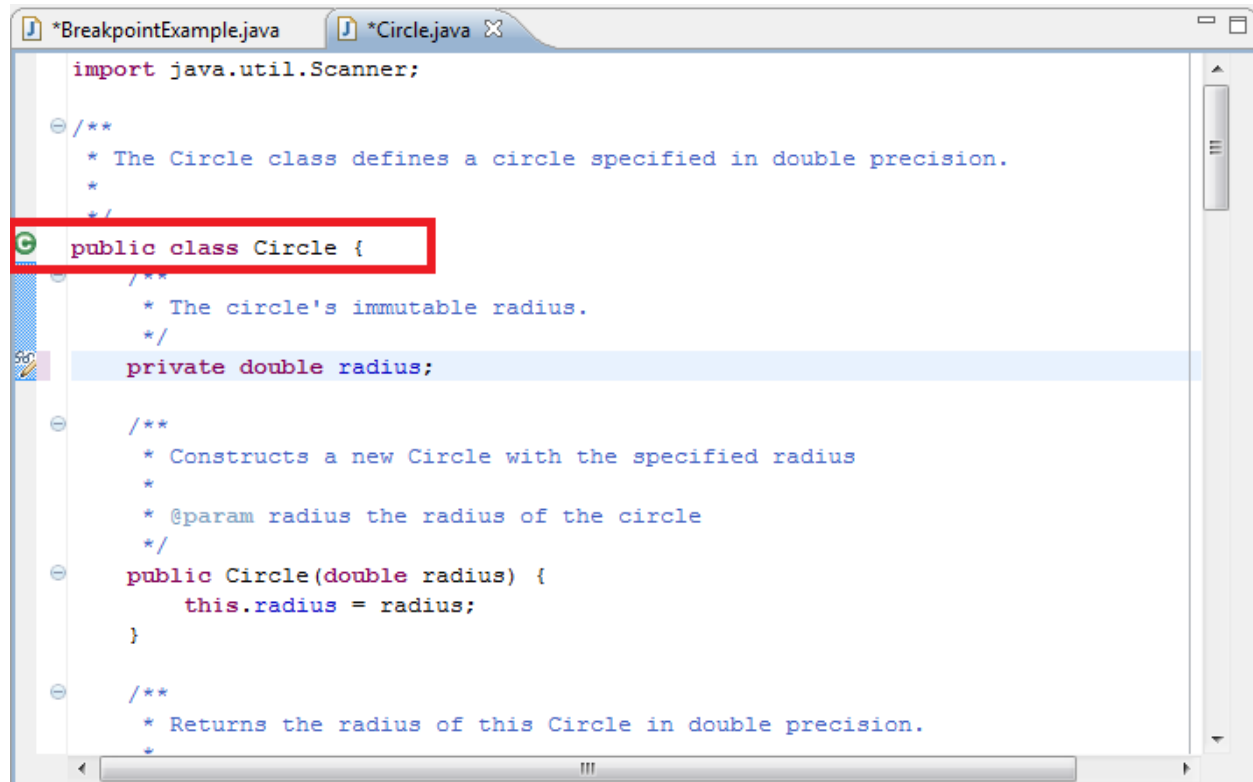 *BreakpointExample.java
*Circle.java
import java.util.Scanner;
/**
* The Circle class defines a circle specified in double precision.
*
*/
public class Circle {
/**
* The circle's immutable radius.
*/
private double radius;
/**
* Constructs a new Circle with the specified radius
*
* @param radius the radius of the circle
*/
public Circle(double radius) {
this.radius = radius;
}
/**
* Returns the radius of this Circle in double precision.
*